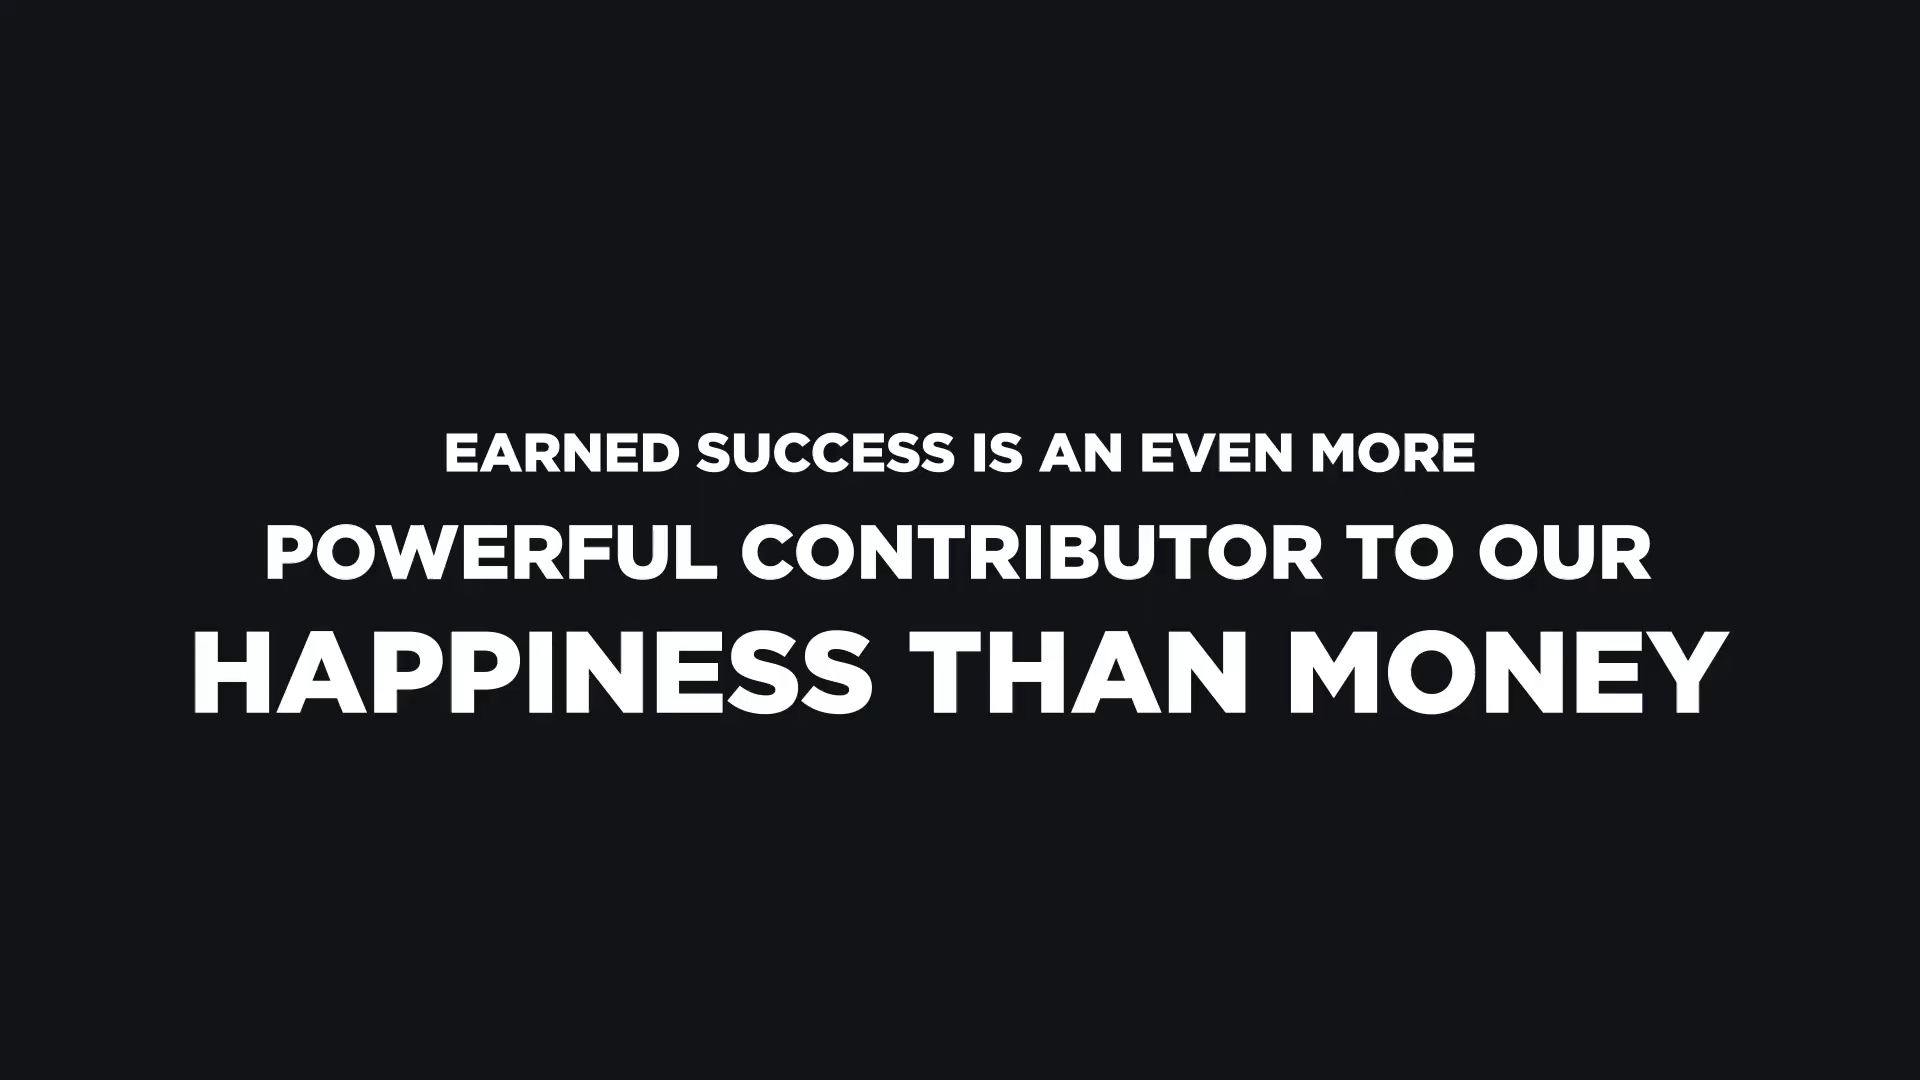 EARNED SUCCESS IS AN EVEN MORE
POWERFUL CONTRIBUTOR TO OUR
HAPPINESS THAN MONEY